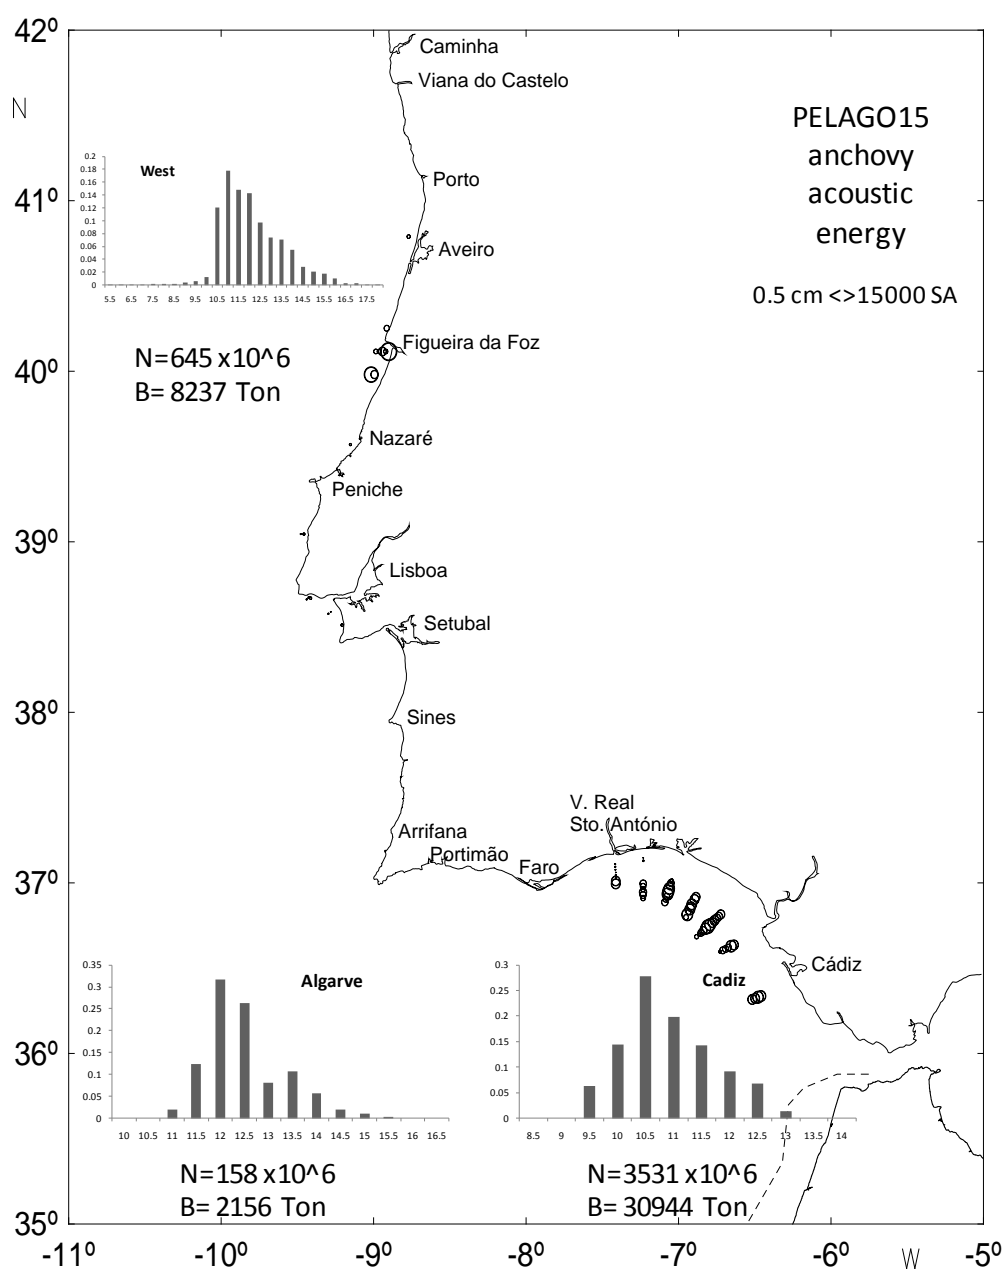 42º
Caminha
Viana do Castelo
N
PELAGO15
anchovy
acoustic
energy
0.5 cm <>15000 SA
West
0.2
0.18
0.16
0.14
0.12
0.1
0.08
0.06
0.04
0.02
0
5.5 6.5 7.5 8.5 9.5 10.5 11.5 12.5 13.5 14.5 15.5 16.5 17.5
Porto
41º
Aveiro
N=645 x10^6
B= 8237 Ton
Figueira da Foz
40º
Nazaré
Peniche
39º
Lisboa
Setubal
38º
Sines
V. Real
Sto. António
Arrifana
Portimão
Faro
37º
Cádiz
Algarve
0.35
0.3
0.25
0.2
0.15
0.1
0.05
0
10 10.5 11 11.5 12 12.5 13 13.5 14 14.5 15 15.5 16 16.5
Cadiz
0.3
0.25
0.2
0.15
0.1
0.05
0
8.5 9 9.5 10 10.5 11 11.5 12 12.5 13 13.5 14
36º
N=158 x10^6
B= 2156 Ton
N=3531 x10^6
B= 30944 Ton
35º
-11º -10º -9º -8º -7º -6º W -5º